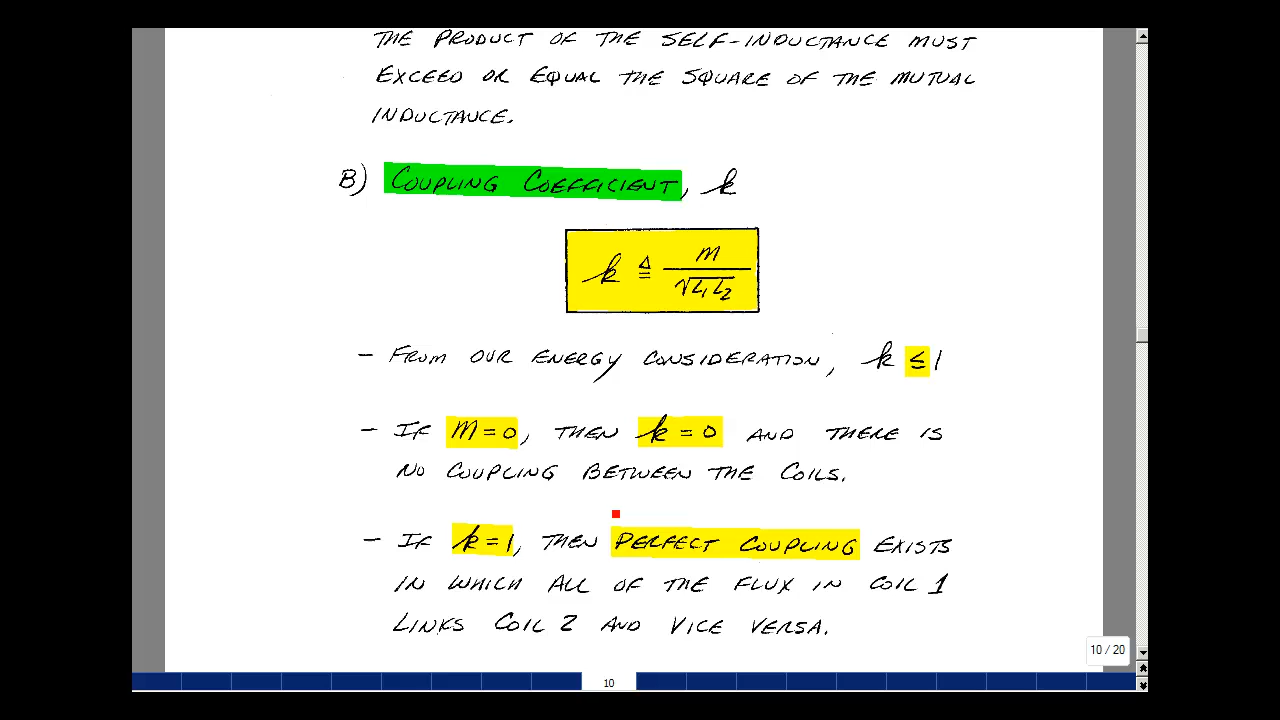 THE PRODUCT OF THE SELF-INDUCTANCE MUST
EXCEED OR EQUAL THE SQUARE OF THE MUTUAL
INDUCTANCE.
B) COUPLING COEFFICIENT, k
k ≜ M / √L₁L₂
- FROM OUR ENERGY CONSIDERATION, k ≤ 1
- IF M = 0, THEN k = 0 AND THERE IS
NO COUPLING BETWEEN THE COILS.
- IF k = 1, THEN PERFECT COUPLING EXISTS
IN WHICH ALL OF THE FLUX IN COIL 1
LINKS COIL 2 AND VICE VERSA.
10 / 20
10